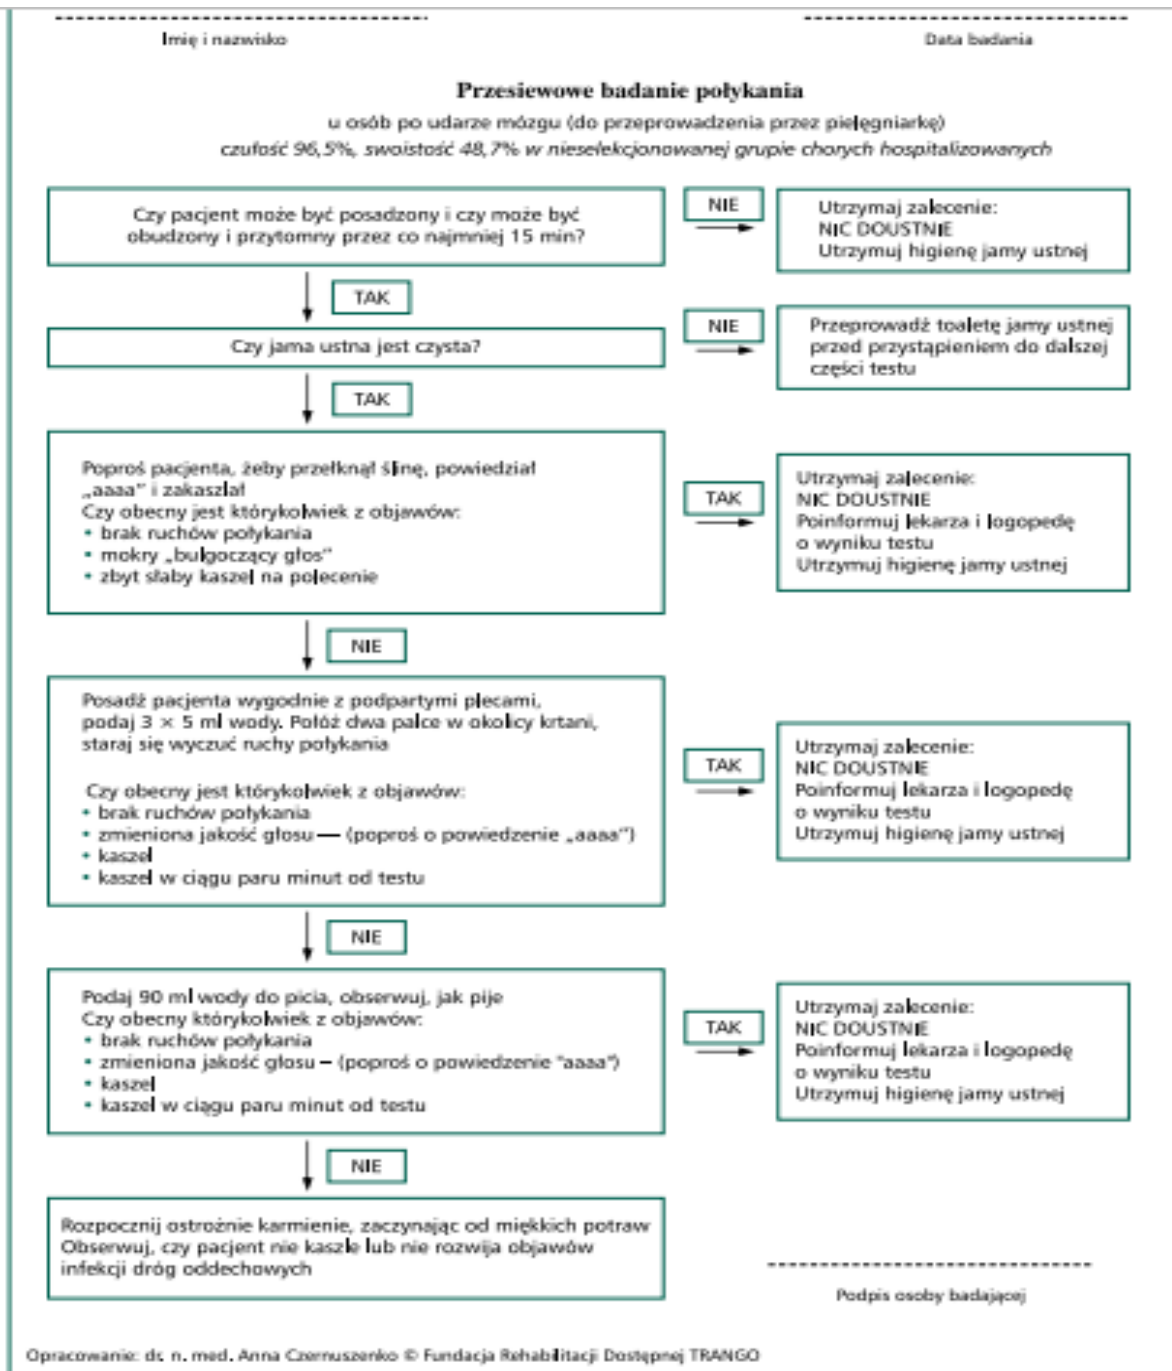 Imię i nazwisko
Data badania
Przesiewowe badanie połykania
u osób po udarze mózgu (do przeprowadzenia przez pielęgniarkę)
czułość 96,5%, swoistość 48,7% w nieselekcjonowanej grupie chorych hospitalizowanych
Czy pacjent może być posadzony i czy może być
obudzony i przytomny przez co najmniej 15 min?
NIE
Utrzymaj zalecenie:
NIC DOUSTNIE
Utrzymuj higienę jamy ustnej
TAK
Czy jama ustna jest czysta?
NIE
Przeprowadź toaletę jamy ustnej
przed przystąpieniem do dalszej
części testu
TAK
Poproś pacjenta, żeby przełknął ślinę, powiedział
„aaaa” i zakaszlał
Czy obecny jest którykolwiek z objawów:
• brak ruchów połykania
• mokry „bulgoczący głos”
• zbyt słaby kaszel na polecenie
TAK
Utrzymaj zalecenie:
NIC DOUSTNIE
Poinformuj lekarza i logopedę
o wyniku testu
Utrzymuj higienę jamy ustnej
NIE
Posadź pacjenta wygodnie z podpartymi plecami,
podaj 3 × 5 ml wody. Połóż dwa palce w okolicy krtani,
staraj się wyczuć ruchy połykania
Czy obecny jest którykolwiek z objawów:
• brak ruchów połykania
• zmieniona jakość głosu — (poproś o powiedzenie „aaaa”)
• kaszel
• kaszel w ciągu paru minut od testu
TAK
Utrzymaj zalecenie:
NIC DOUSTNIE
Poinformuj lekarza i logopedę
o wyniku testu
Utrzymuj higienę jamy ustnej
NIE
Podaj 90 ml wody do picia, obserwuj, jak pije
Czy obecny którykolwiek z objawów:
• brak ruchów połykania
• zmieniona jakość głosu – (poproś o powiedzenie "aaaa")
• kaszel
• kaszel w ciągu paru minut od testu
TAK
Utrzymaj zalecenie:
NIC DOUSTNIE
Poinformuj lekarza i logopedę
o wyniku testu
Utrzymuj higienę jamy ustnej
NIE
Rozpocznij ostrożnie karmienie, zaczynając od miękkich potraw
Obserwuj, czy pacjent nie kaszle lub nie rozwija objawów
infekcji dróg oddechowych
Podpis osoby badającej
Opracowanie: dr. n. med. Anna Czernuszenko © Fundacja Rehabilitacji Dostępnej TRANGO